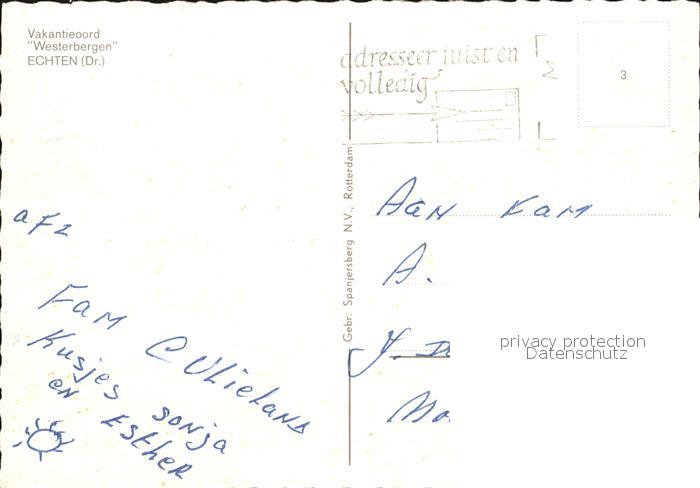 Vakantieoord
"Westerbergen"
ECHTEN (Dr.)
adresseer juist en
volledig
3
Gebr. Spanjersberg N.V., Rotterdam
aFz
Fam C Vlieland
Kusjes sonja
en Esther
Aan Fam
A.
privacy protection
Datenschutz